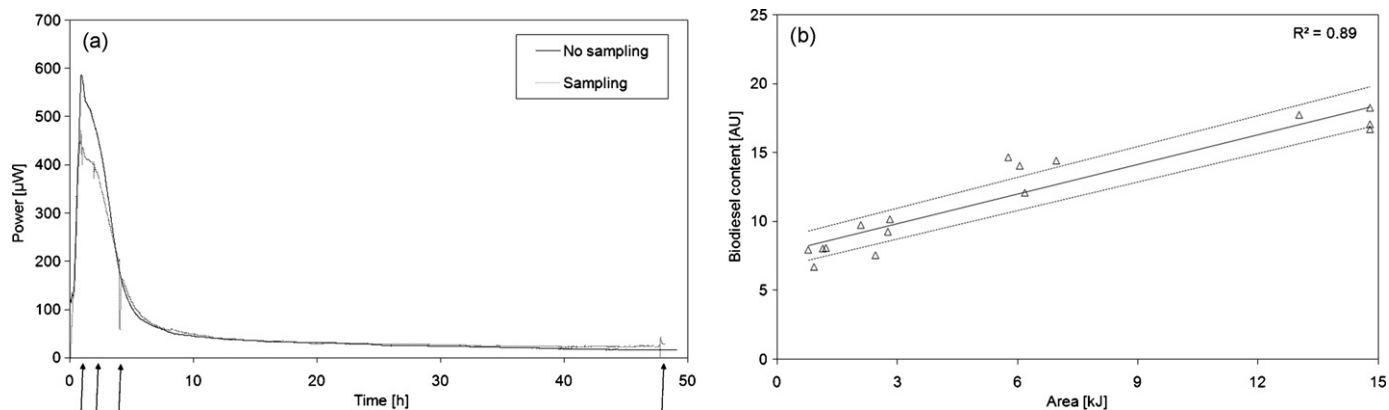 (a)
No sampling
Sampling
Power [µW]
700
600
500
400
300
200
100
0
0 10 20 30 40 50
Time [h]
(b)
R² = 0.89
Biodiesel content [AU]
25
20
15
10
5
0
0 3 6 9 12 15
Area [kJ]